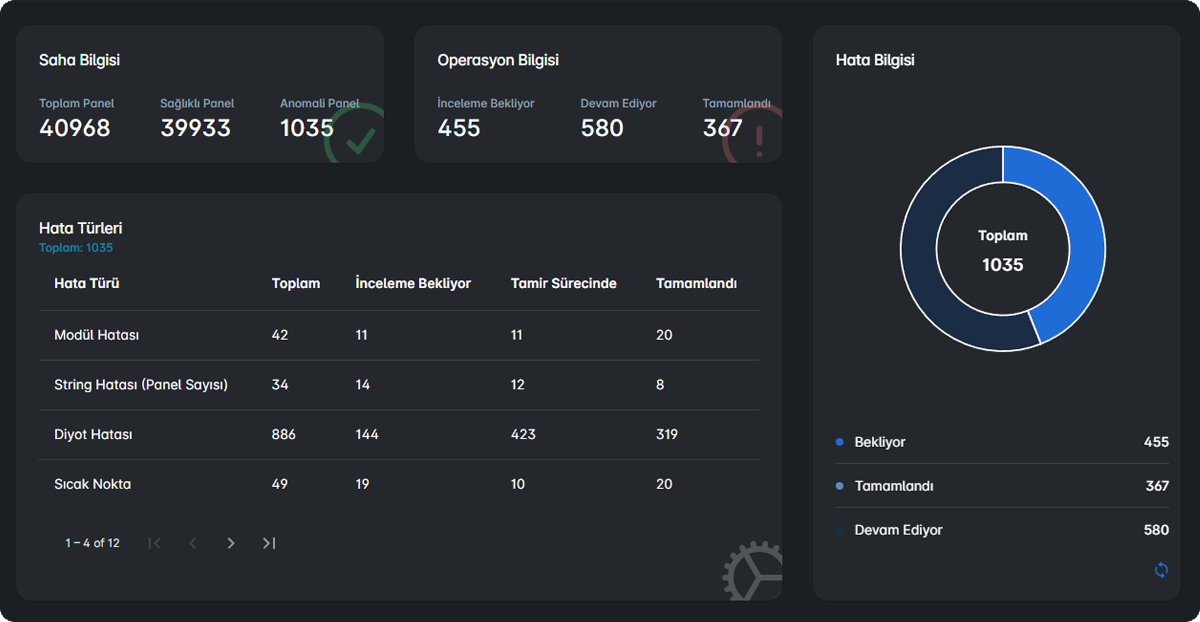 Saha Bilgisi
Toplam Panel Sağlıklı Panel Anomali Panel
40968 39933 1035
Operasyon Bilgisi
İnceleme Bekliyor Devam Ediyor Tamamlandı
455 580 367
Hata Türleri
Toplam: 1035
Hata Türü Toplam İnceleme Bekliyor Tamir Sürecinde Tamamlandı
Modül Hatası 42 11 11 20
String Hatası (Panel Sayısı) 34 14 12 8
Diyot Hatası 886 144 423 319
Sıcak Nokta 49 19 10 20
1 – 4 of 12
Hata Bilgisi
Toplam
1035
Bekliyor 455
Tamamlandı 367
Devam Ediyor 580